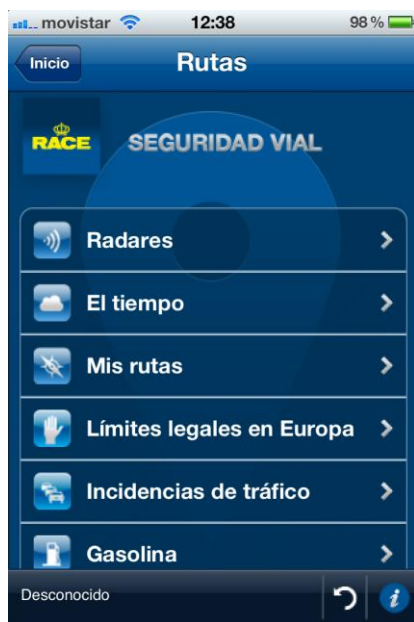 movistar 12:38 98 %
Inicio Rutas
RACE SEGURIDAD VIAL
Radares
El tiempo
Mis rutas
Límites legales en Europa
Incidencias de tráfico
Gasolina
Desconocido i